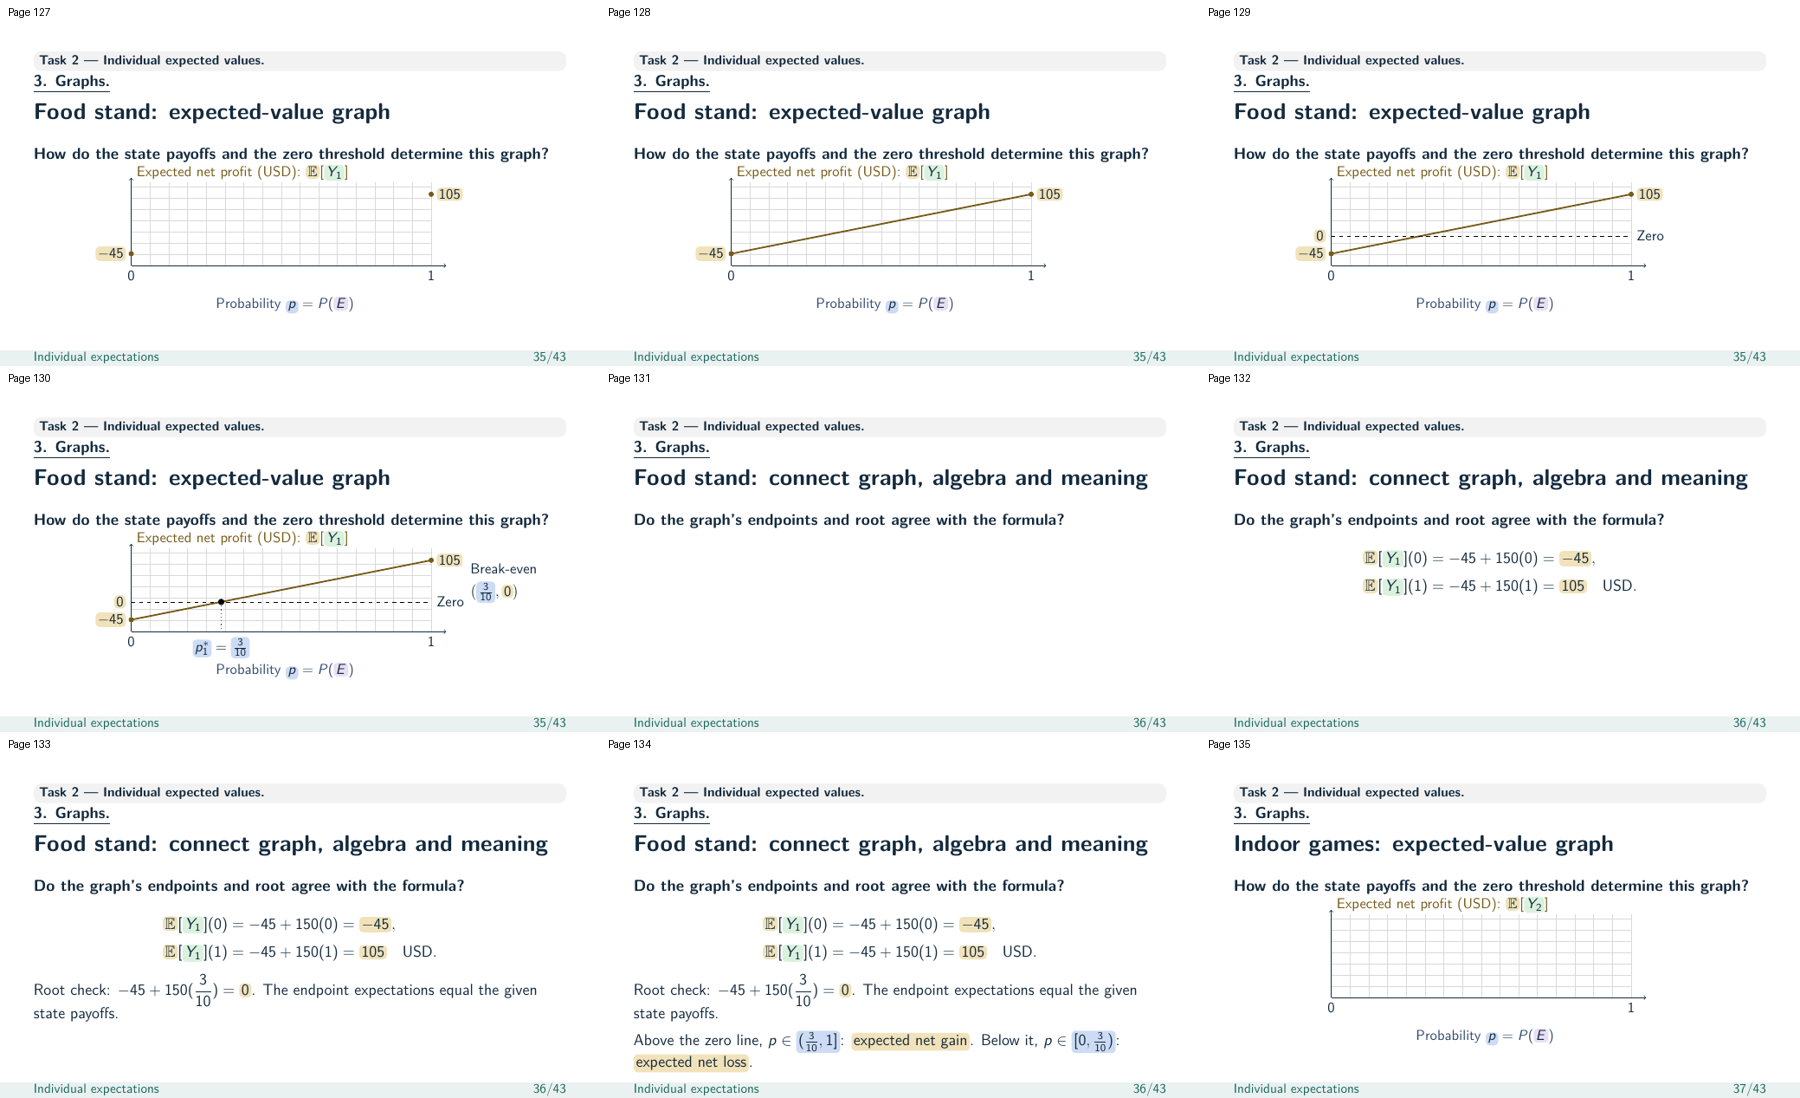 Page 127
Task 2 — Individual expected values.
3. Graphs.
Food stand: expected-value graph
How do the state payoffs and the zero threshold determine this graph?
Expected net profit (USD): 𝔼[Y₁]
105
−45
0 1
Probability p = P(E)
Individual expectations 35/43
Page 128
Task 2 — Individual expected values.
3. Graphs.
Food stand: expected-value graph
How do the state payoffs and the zero threshold determine this graph?
Expected net profit (USD): 𝔼[Y₁]
105
−45
0 1
Probability p = P(E)
Individual expectations 35/43
Page 129
Task 2 — Individual expected values.
3. Graphs.
Food stand: expected-value graph
How do the state payoffs and the zero threshold determine this graph?
Expected net profit (USD): 𝔼[Y₁]
105
0 Zero
−45
0 1
Probability p = P(E)
Individual expectations 35/43
Page 130
Task 2 — Individual expected values.
3. Graphs.
Food stand: expected-value graph
How do the state payoffs and the zero threshold determine this graph?
Expected net profit (USD): 𝔼[Y₁]
105
Break-even
(3/10, 0)
0 Zero
−45
0 1
p₁* = 3/10
Probability p = P(E)
Individual expectations 35/43
Page 131
Task 2 — Individual expected values.
3. Graphs.
Food stand: connect graph, algebra and meaning
Do the graph's endpoints and root agree with the formula?
Individual expectations 36/43
Page 132
Task 2 — Individual expected values.
3. Graphs.
Food stand: connect graph, algebra and meaning
Do the graph's endpoints and root agree with the formula?
𝔼[Y₁](0) = −45 + 150(0) = −45,
𝔼[Y₁](1) = −45 + 150(1) = 105 USD.
Individual expectations 36/43
Page 133
Task 2 — Individual expected values.
3. Graphs.
Food stand: connect graph, algebra and meaning
Do the graph's endpoints and root agree with the formula?
𝔼[Y₁](0) = −45 + 150(0) = −45,
𝔼[Y₁](1) = −45 + 150(1) = 105 USD.
Root check: −45 + 150(3/10) = 0. The endpoint expectations equal the given
state payoffs.
Individual expectations 36/43
Page 134
Task 2 — Individual expected values.
3. Graphs.
Food stand: connect graph, algebra and meaning
Do the graph's endpoints and root agree with the formula?
𝔼[Y₁](0) = −45 + 150(0) = −45,
𝔼[Y₁](1) = −45 + 150(1) = 105 USD.
Root check: −45 + 150(3/10) = 0. The endpoint expectations equal the given
state payoffs.
Above the zero line, p ∈ (3/10, 1]: expected net gain. Below it, p ∈ [0, 3/10):
expected net loss.
Individual expectations 36/43
Page 135
Task 2 — Individual expected values.
3. Graphs.
Indoor games: expected-value graph
How do the state payoffs and the zero threshold determine this graph?
Expected net profit (USD): 𝔼[Y₂]
0 1
Probability p = P(E)
Individual expectations 37/43